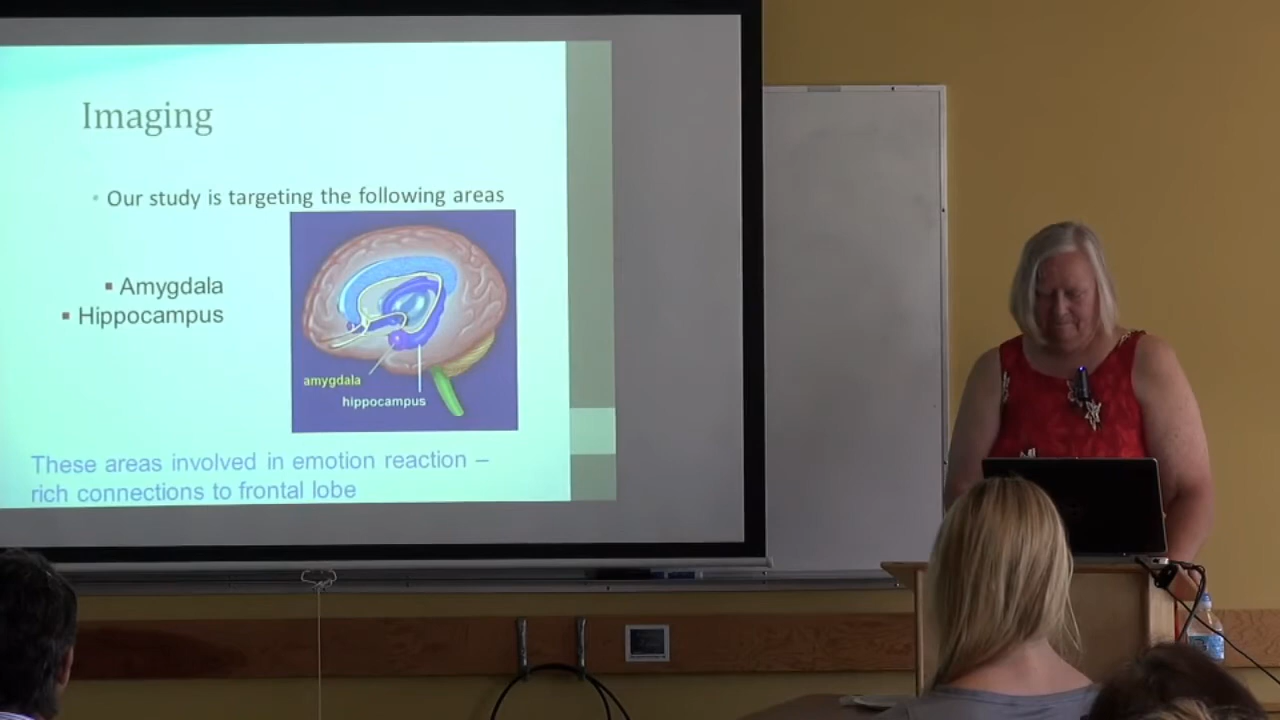 Imaging
Our study is targeting the following areas
Amygdala
Hippocampus
amygdala
hippocampus
These areas involved in emotion reaction –
rich connections to frontal lobe